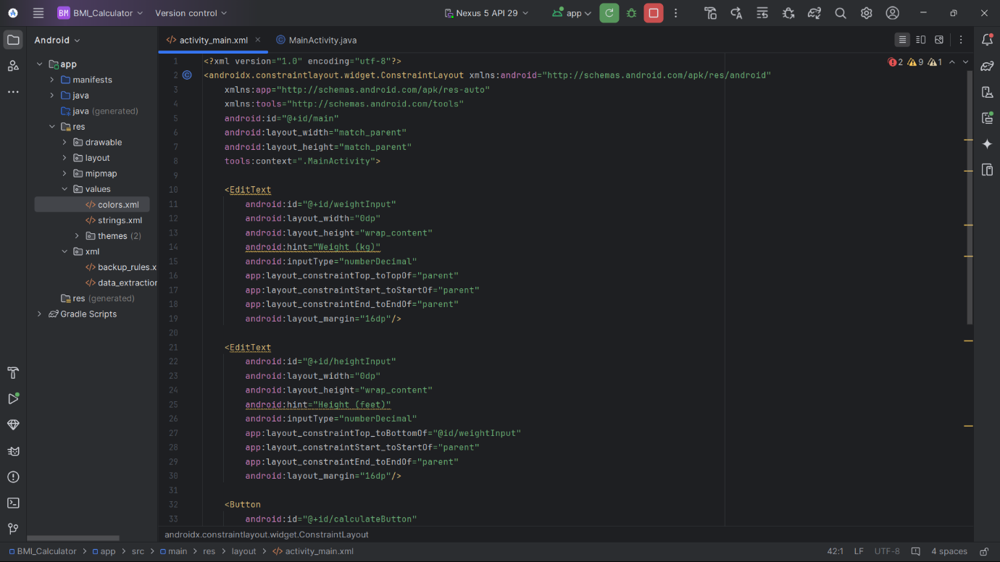 BM BMI_Calculator Version control Nexus 5 API 29 app
Android
activity_main.xml MainActivity.java
app
manifests
java
java (generated)
res
drawable
layout
mipmap
values
colors.xml
strings.xml
themes (2)
xml
backup_rules.x
data_extraction
res (generated)
Gradle Scripts
2 9 1
1 <?xml version="1.0" encoding="utf-8"?>
2 <androidx.constraintlayout.widget.ConstraintLayout xmlns:android="http://schemas.android.com/apk/res/android"
3 xmlns:app="http://schemas.android.com/apk/res-auto"
4 xmlns:tools="http://schemas.android.com/tools"
5 android:id="@+id/main"
6 android:layout_width="match_parent"
7 android:layout_height="match_parent"
8 tools:context=".MainActivity">
9
10 <EditText
11 android:id="@+id/weightInput"
12 android:layout_width="0dp"
13 android:layout_height="wrap_content"
14 android:hint="Weight (kg)"
15 android:inputType="numberDecimal"
16 app:layout_constraintTop_toTopOf="parent"
17 app:layout_constraintStart_toStartOf="parent"
18 app:layout_constraintEnd_toEndOf="parent"
19 android:layout_margin="16dp"/>
20
21 <EditText
22 android:id="@+id/heightInput"
23 android:layout_width="0dp"
24 android:layout_height="wrap_content"
25 android:hint="Height (feet)"
26 android:inputType="numberDecimal"
27 app:layout_constraintTop_toBottomOf="@id/weightInput"
28 app:layout_constraintStart_toStartOf="parent"
29 app:layout_constraintEnd_toEndOf="parent"
30 android:layout_margin="16dp"/>
31
32 <Button
33 android:id="@+id/calculateButton"
androidx.constraintlayout.widget.ConstraintLayout
BMI_Calculator > app > src > main > res > layout > activity_main.xml 42:1 LF UTF-8 4 spaces